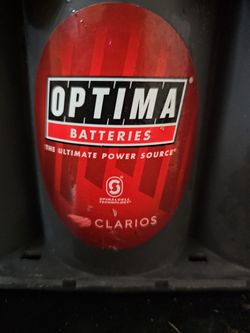 OPTIMA®
BATTERIES
THE ULTIMATE POWER SOURCE®
S
SPIRALCELL
TECHNOLOGY®
CLARIOS